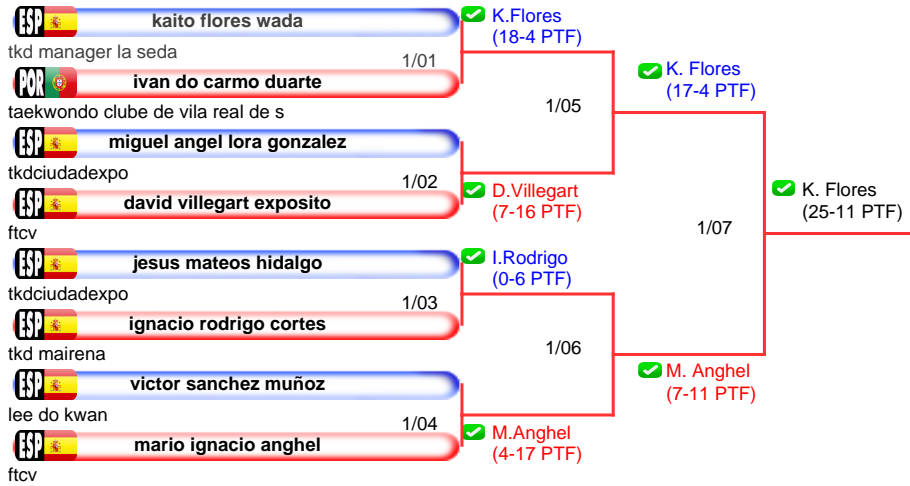 ESP kaito flores wada
tkd manager la seda
1/01
POR ivan do carmo duarte
taekwondo clube de vila real de s
ESP miguel angel lora gonzalez
tkdciudadexpo
1/02
ESP david villegart exposito
ftcv
ESP jesus mateos hidalgo
tkdciudadexpo
1/03
ESP ignacio rodrigo cortes
tkd mairena
ESP victor sanchez muñoz
lee do kwan
1/04
ESP mario ignacio anghel
ftcv
K.Flores
(18-4 PTF)
1/05
D.Villegart
(7-16 PTF)
I.Rodrigo
(0-6 PTF)
1/06
M.Anghel
(4-17 PTF)
K. Flores
(17-4 PTF)
1/07
M. Anghel
(7-11 PTF)
K. Flores
(25-11 PTF)